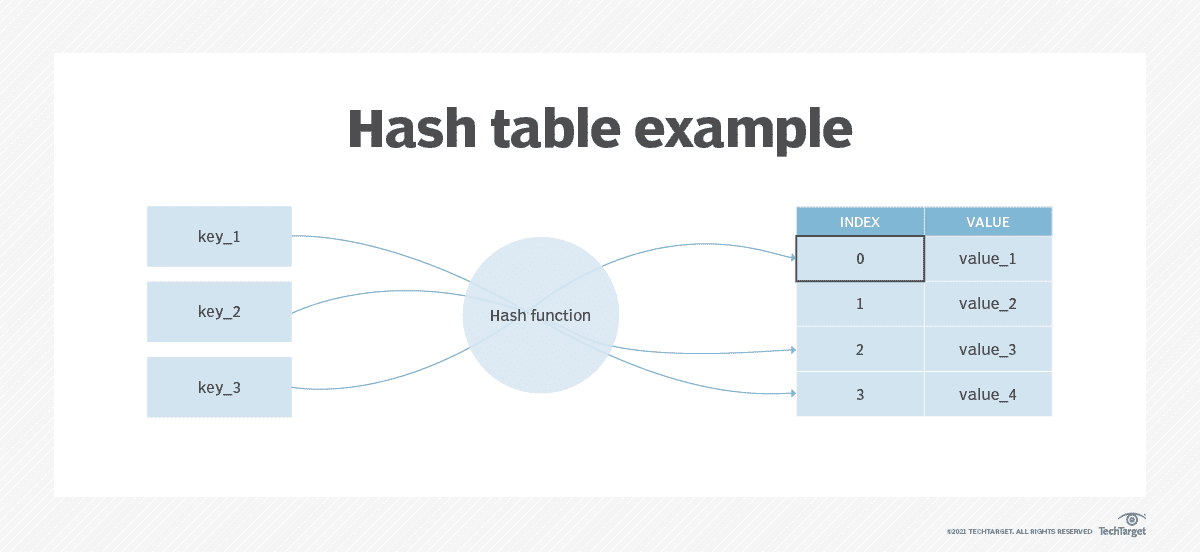 Hash table example
key_1
key_2
key_3
Hash function
INDEX VALUE
0 value_1
1 value_2
2 value_3
3 value_4
©2021 TECHTARGET. ALL RIGHTS RESERVED TechTarget